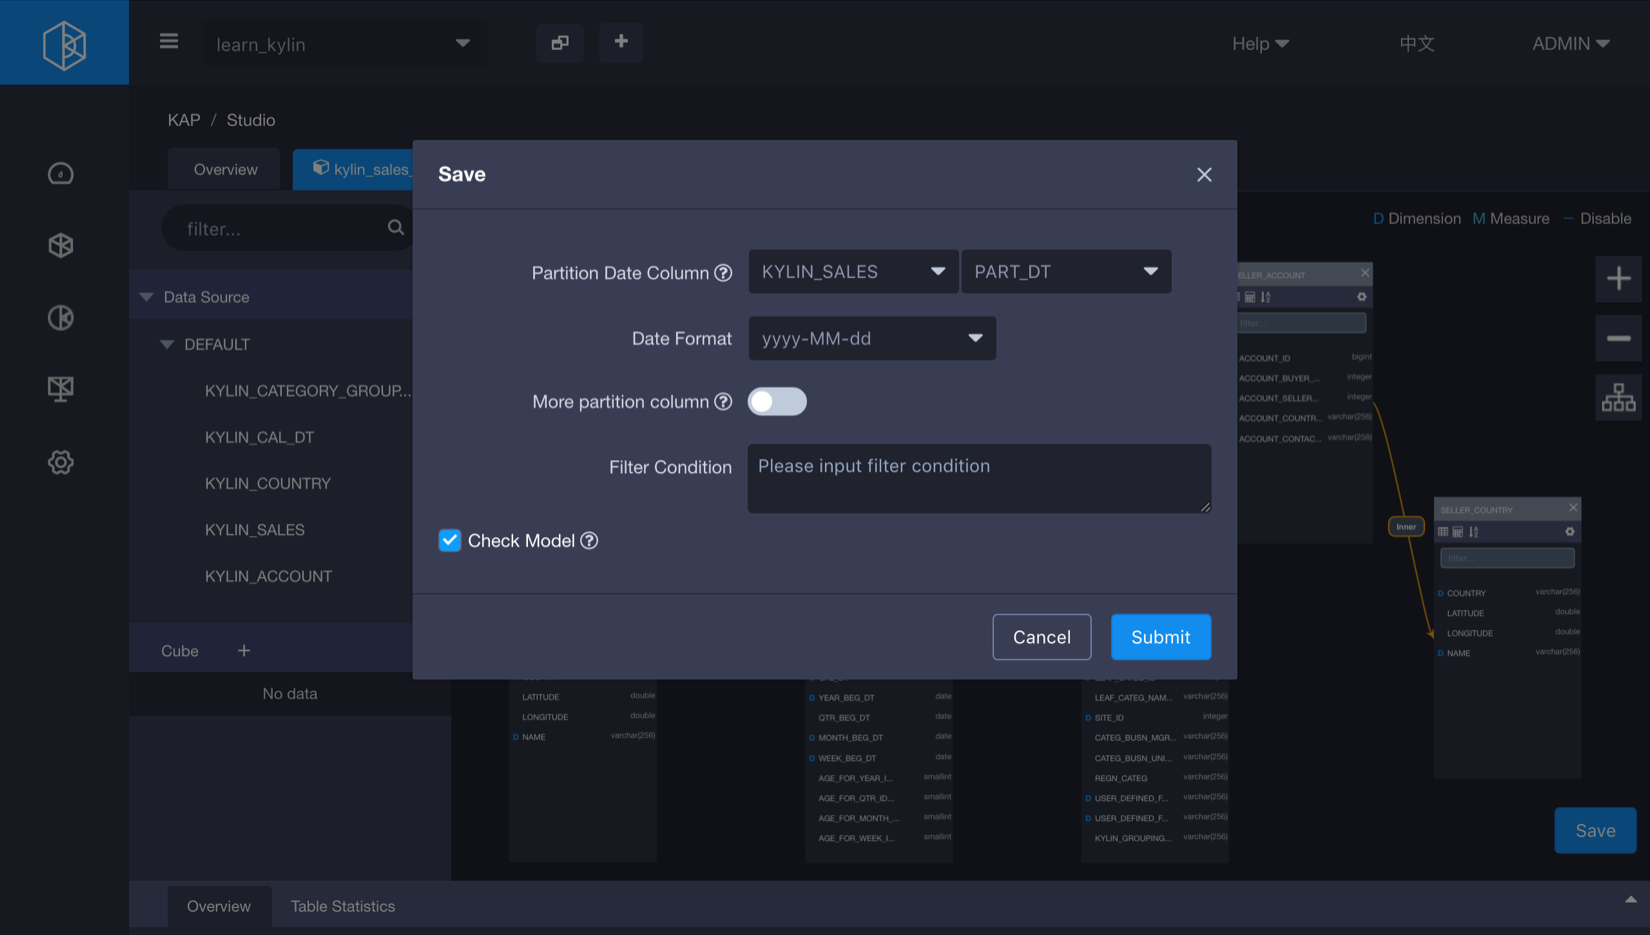 learn_kylin
Help
中文
ADMIN
KAP / Studio
Overview
kylin_sales_
filter...
D Dimension M Measure — Disable
Data Source
DEFAULT
KYLIN_CATEGORY_GROUP...
KYLIN_CAL_DT
KYLIN_COUNTRY
KYLIN_SALES
KYLIN_ACCOUNT
Cube +
No data
Save
Partition Date Column ? KYLIN_SALES PART_DT
Date Format yyyy-MM-dd
More partition column ?
Filter Condition Please input filter condition
Check Model ?
Cancel Submit
ELLER_ACCOUNT
filter...
ACCOUNT_ID bigint
ACCOUNT_BUYER_... integer
ACCOUNT_SELLER... integer
ACCOUNT_COUNTR... varchar(256)
ACCOUNT_CONTAC... varchar(256)
Inner
SELLER_COUNTRY
filter...
D COUNTRY varchar(256)
LATITUDE double
LONGITUDE double
D NAME varchar(256)
LATITUDE double
LONGITUDE double
D NAME varchar(256)
D YEAR_BEG_DT date
QTR_BEG_DT date
D MONTH_BEG_DT date
D WEEK_BEG_DT date
AGE_FOR_YEAR_I... smallint
AGE_FOR_QTR_ID... smallint
AGE_FOR_MONTH_... smallint
AGE_FOR_WEEK_I... smallint
LEAF_CATEG_NAM... varchar(256)
D SITE_ID integer
CATEG_BUSN_MGR... varchar(256)
CATEG_BUSN_UNI... varchar(256)
REGN_CATEG varchar(256)
D USER_DEFINED_F... varchar(256)
D USER_DEFINED_F... varchar(256)
KYLIN_GROUPING... varchar(256)
Save
Overview
Table Statistics